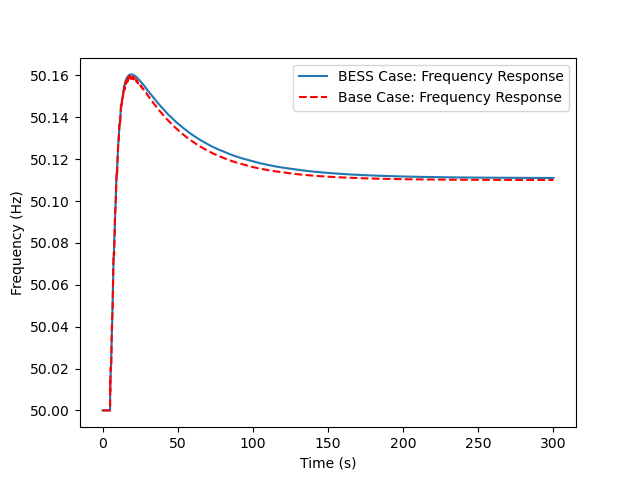 BESS Case: Frequency Response
Base Case: Frequency Response
50.16
50.14
50.12
50.10
50.08
50.06
50.04
50.02
50.00
Frequency (Hz)
0 50 100 150 200 250 300
Time (s)